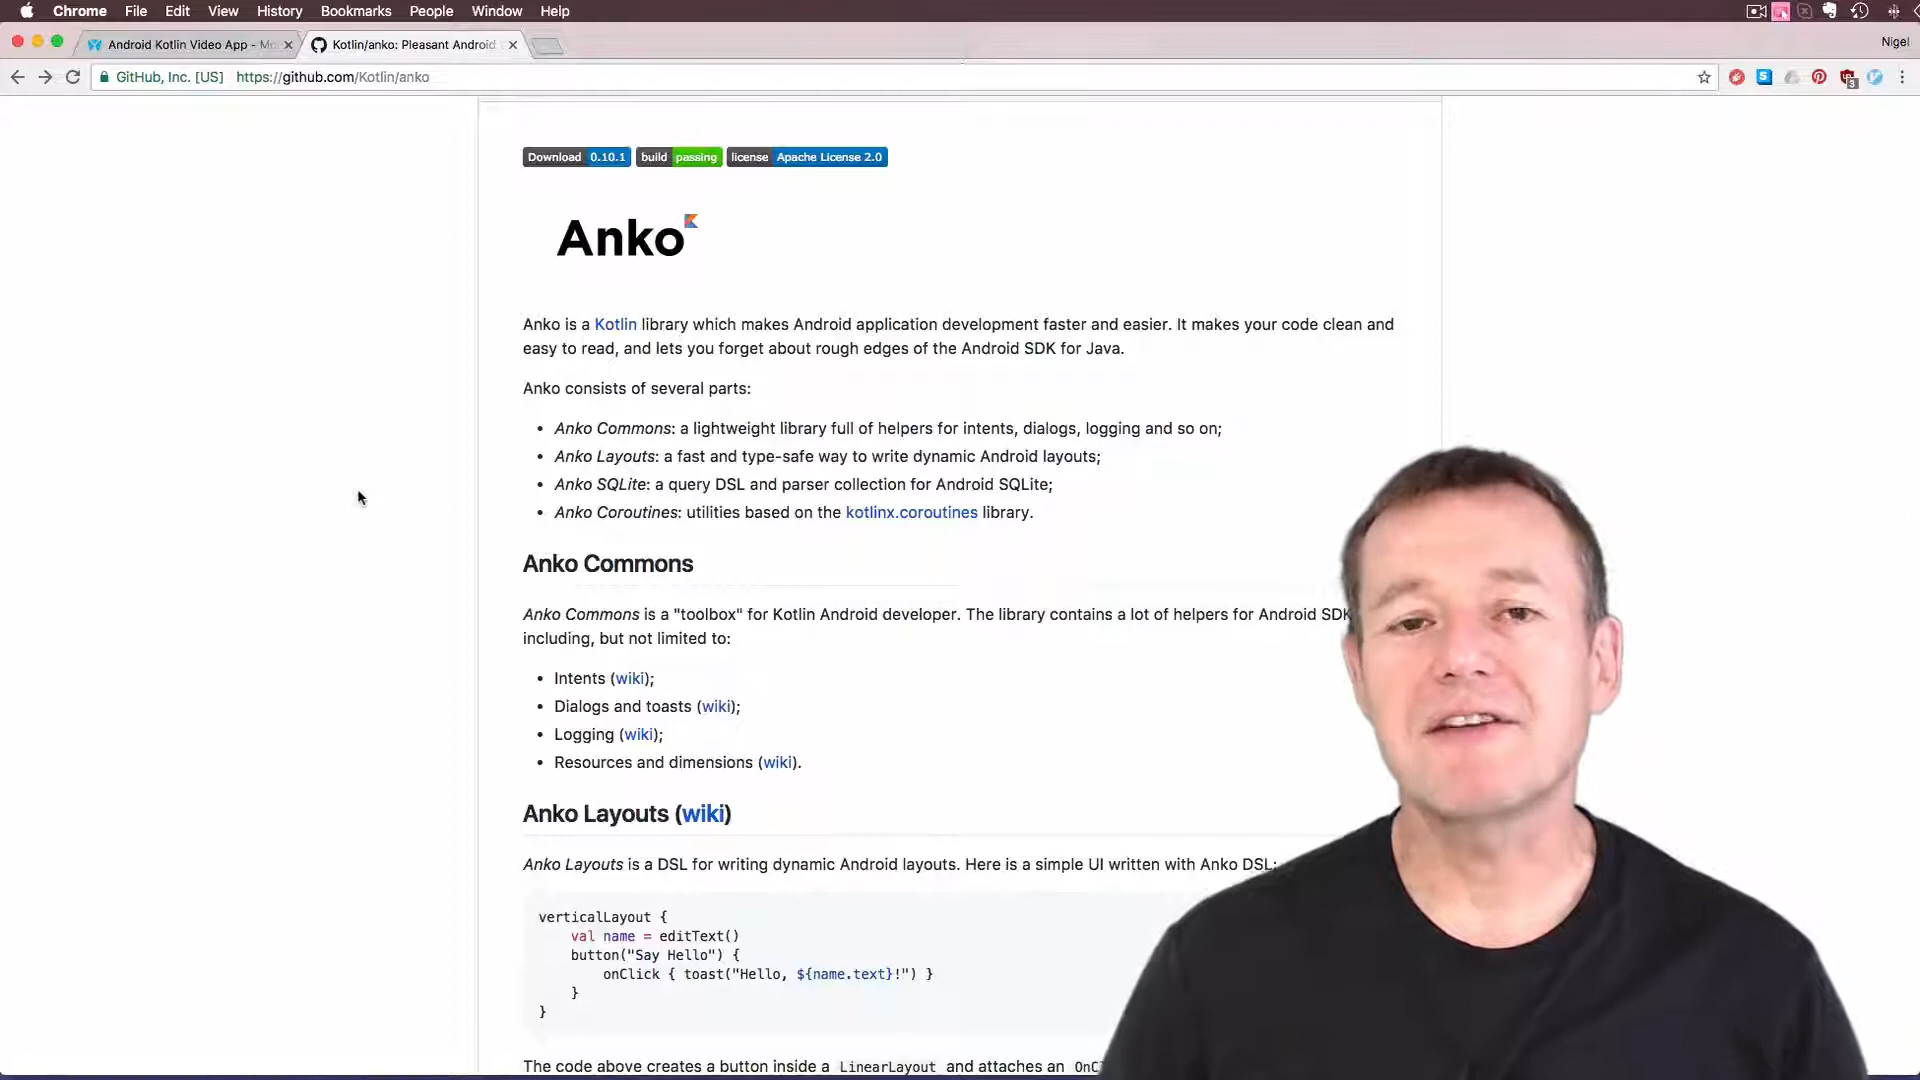 Chrome File Edit View History Bookmarks People Window Help
Android Kotlin Video App - Mo
Kotlin/anko: Pleasant Android
Nigel
GitHub, Inc. [US] https://github.com/Kotlin/anko
3
Download 0.10.1 build passing license Apache License 2.0
Anko
Anko is a Kotlin library which makes Android application development faster and easier. It makes your code clean and
easy to read, and lets you forget about rough edges of the Android SDK for Java.
Anko consists of several parts:
• Anko Commons: a lightweight library full of helpers for intents, dialogs, logging and so on;
• Anko Layouts: a fast and type-safe way to write dynamic Android layouts;
• Anko SQLite: a query DSL and parser collection for Android SQLite;
• Anko Coroutines: utilities based on the kotlinx.coroutines library.
Anko Commons
Anko Commons is a "toolbox" for Kotlin Android developer. The library contains a lot of helpers for Android SDK
including, but not limited to:
• Intents (wiki);
• Dialogs and toasts (wiki);
• Logging (wiki);
• Resources and dimensions (wiki).
Anko Layouts (wiki)
Anko Layouts is a DSL for writing dynamic Android layouts. Here is a simple UI written with Anko DSL:
verticalLayout {
val name = editText()
button("Say Hello") {
onClick { toast("Hello, ${name.text}!") }
}
}
The code above creates a button inside a LinearLayout and attaches an